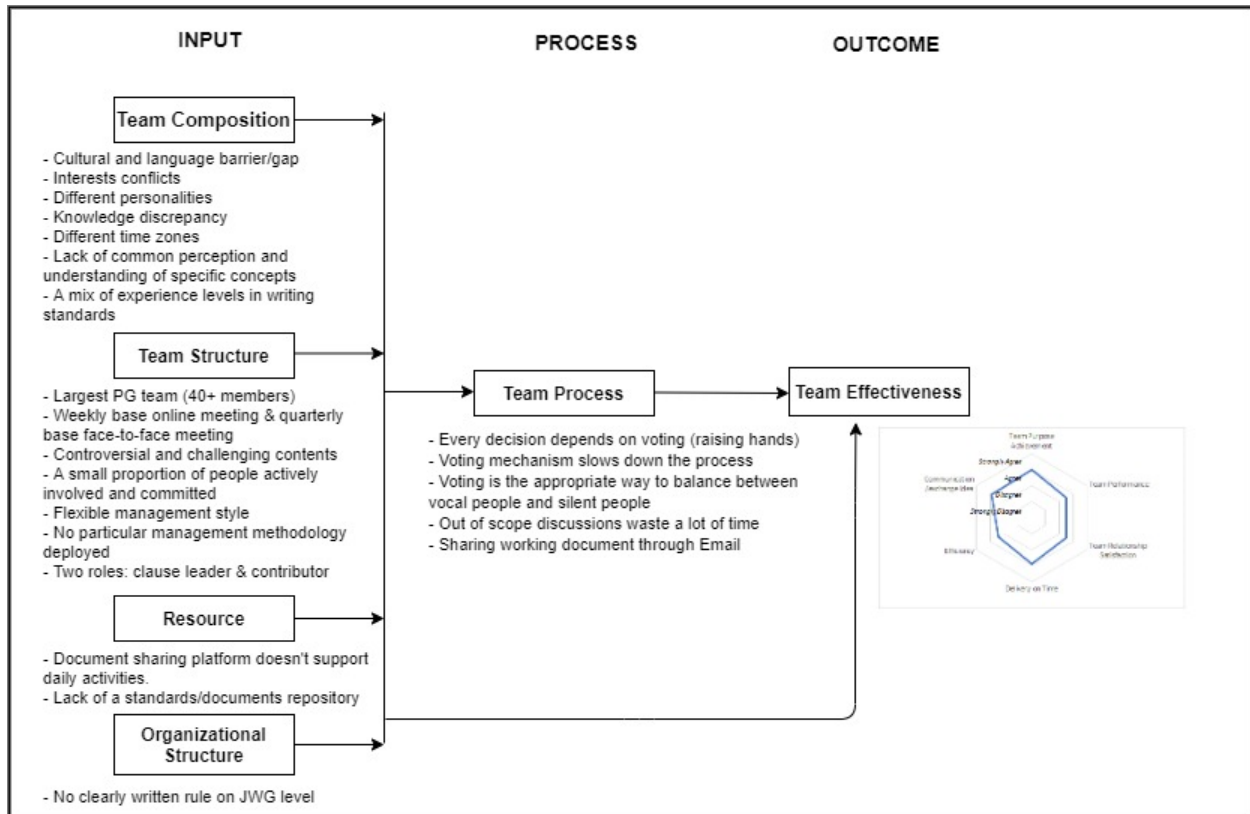 INPUT
PROCESS
OUTCOME
Team Composition
- Cultural and language barrier/gap
- Interests conflicts
- Different personalities
- Knowledge discrepancy
- Different time zones
- Lack of common perception and
understanding of specific concepts
- A mix of experience levels in writing
standards
Team Structure
- Largest PG team (40+ members)
- Weekly base online meeting & quarterly
base face-to-face meeting
- Controversial and challenging contents
- A small proportion of people actively
involved and committed
- Flexible management style
- No particular management methodology
deployed
- Two roles: clause leader & contributor
Resource
- Document sharing platform doesn't support
daily activities.
- Lack of a standards/documents repository
Organizational
Structure
- No clearly written rule on JWG level
Team Process
- Every decision depends on voting (raising hands)
- Voting mechanism slows down the process
- Voting is the appropriate way to balance between
vocal people and silent people
- Out of scope discussions waste a lot of time
- Sharing working document through Email
Team Effectiveness
Team Purpose
Achievement
Strongly Agree
Agree
Disagree
Strongly Disagree
Communication
Team Performance
Team Relationship
Satisfaction
Delivery on Time
Efficiency